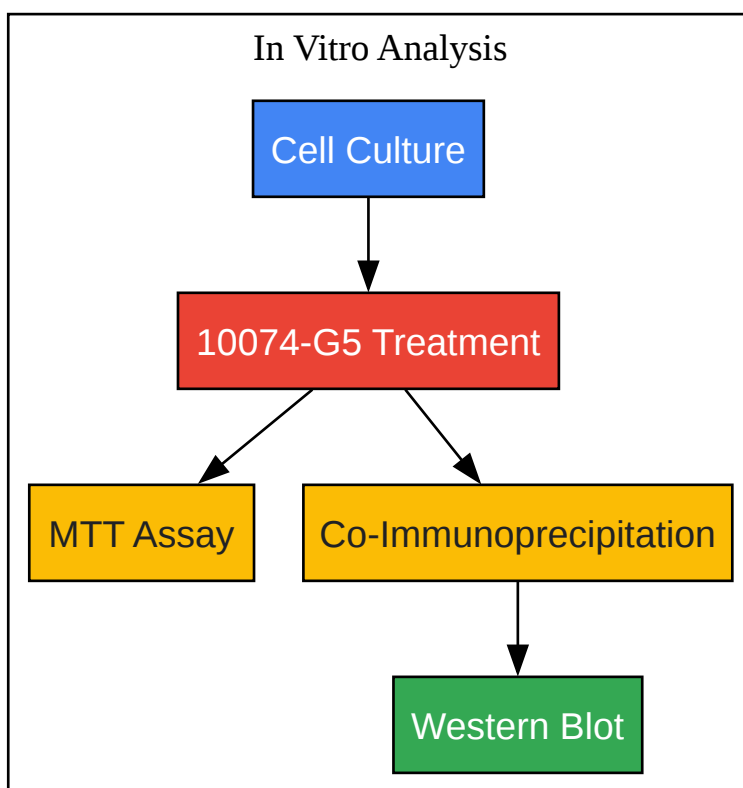 In Vitro Analysis
Cell Culture
10074-G5 Treatment
MTT Assay
Co-Immunoprecipitation
Western Blot